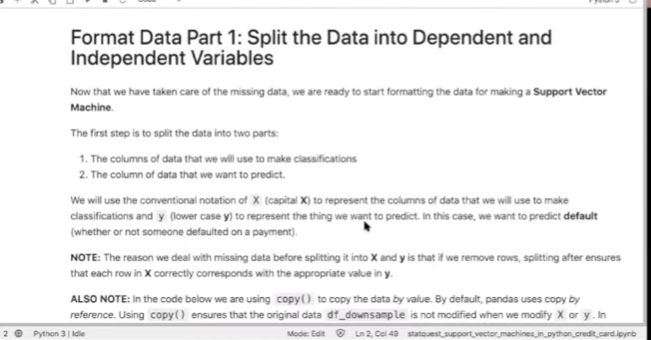 Format Data Part 1: Split the Data into Dependent and
Independent Variables
Now that we have taken care of the missing data, we are ready to start formatting the data for making a Support Vector
Machine.
The first step is to split the data into two parts:
1. The columns of data that we will use to make classifications
2. The column of data that we want to predict.
We will use the conventional notation of X (capital X) to represent the columns of data that we will use to make
classifications and y (lower case y) to represent the thing we want to predict. In this case, we want to predict default
(whether or not someone defaulted on a payment).
NOTE: The reason we deal with missing data before splitting it into X and y is that if we remove rows, splitting after ensures
that each row in X correctly corresponds with the appropriate value in y.
ALSO NOTE: In the code below we are using copy() to copy the data by value. By default, pandas uses copy by
reference. Using copy() ensures that the original data df_downsample is not modified when we modify X or y. In
2 Python 3 | Idle Mode: Edit Ln 2, Col 49 statquest_support_vector_machines_in_python_credit_card.ipynb